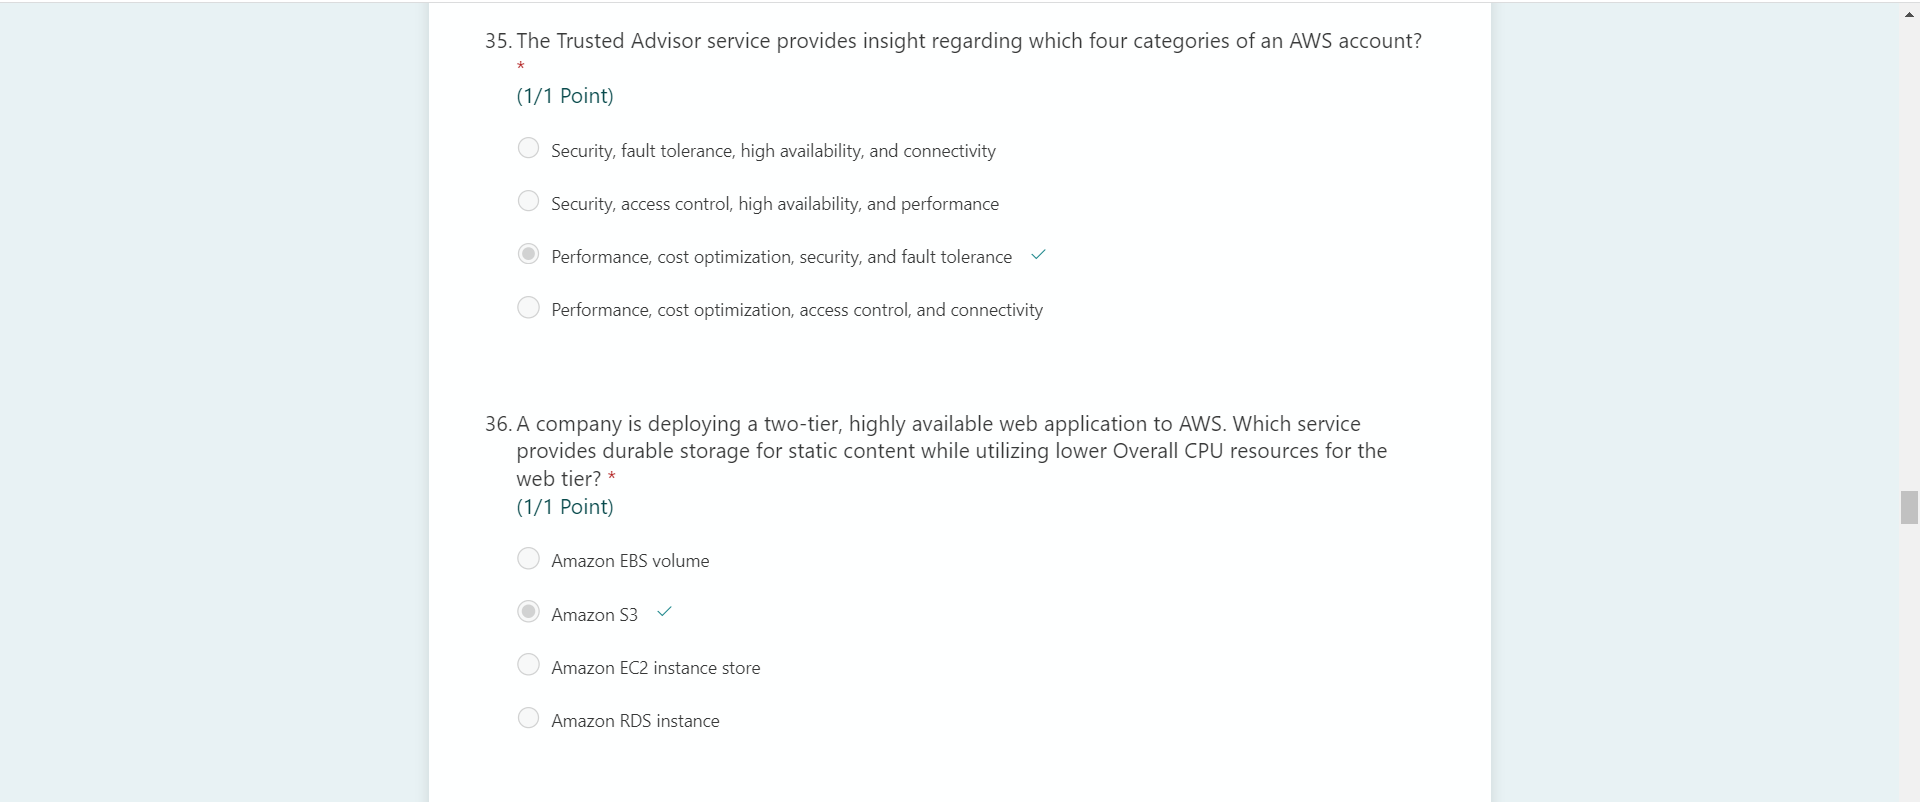 35. The Trusted Advisor service provides insight regarding which four categories of an AWS account?
*
(1/1 Point)
Security, fault tolerance, high availability, and connectivity
Security, access control, high availability, and performance
Performance, cost optimization, security, and fault tolerance
Performance, cost optimization, access control, and connectivity
36. A company is deploying a two-tier, highly available web application to AWS. Which service
provides durable storage for static content while utilizing lower Overall CPU resources for the
web tier? *
(1/1 Point)
Amazon EBS volume
Amazon S3
Amazon EC2 instance store
Amazon RDS instance